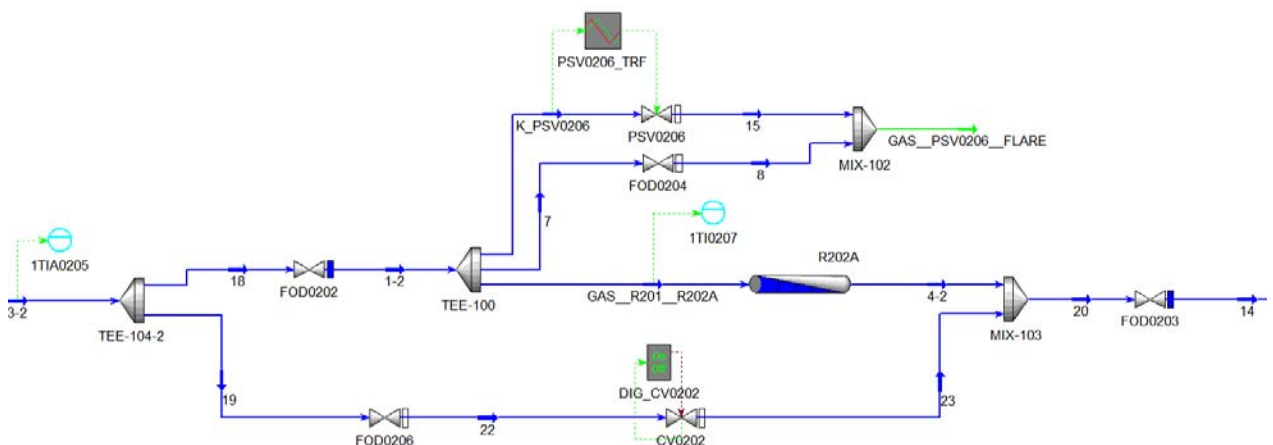 PSV0206_TRF
K_PSV0206
PSV0206
15
GAS__PSV0206__FLARE
MIX-102
FOD0204
8
7
1TIA0205
1TI0207
R202A
18
FOD0202
1-2
TEE-100
GAS__R201__R202A
4-2
3-2
TEE-104-2
MIX-103
20
FOD0203
14
On
Off
DIG_CV0202
19
23
FOD0206
22
CV0202